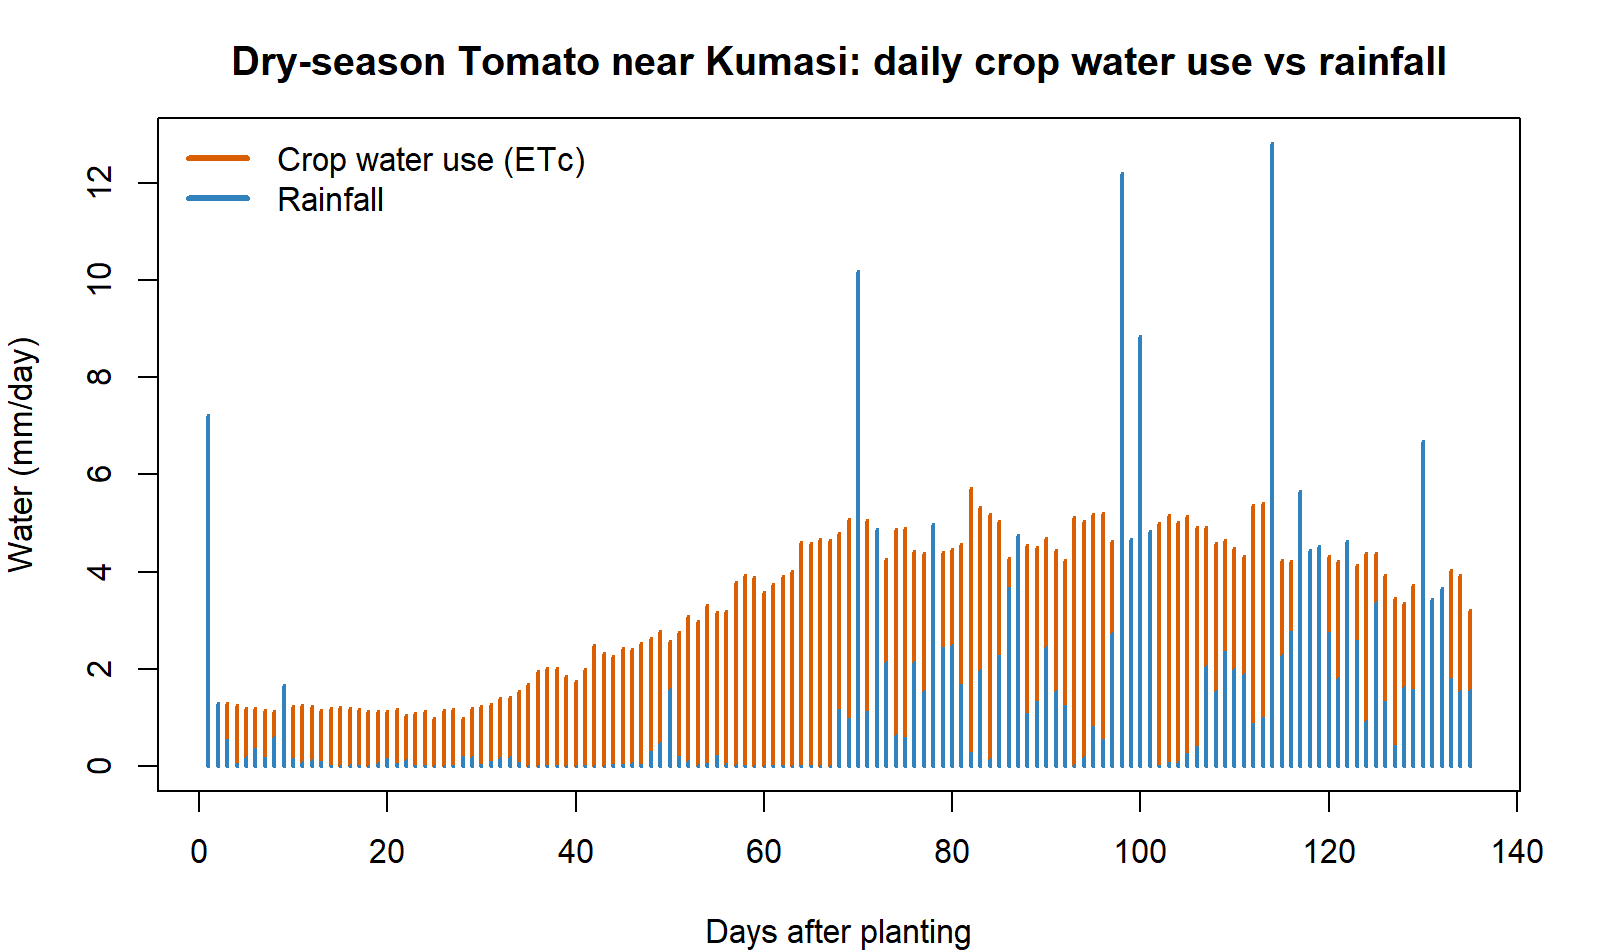 Dry-season Tomato near Kumasi: daily crop water use vs rainfall
Crop water use (ETc)
Rainfall
Water (mm/day)
12
10
8
6
4
2
0
0 20 40 60 80 100 120 140
Days after planting